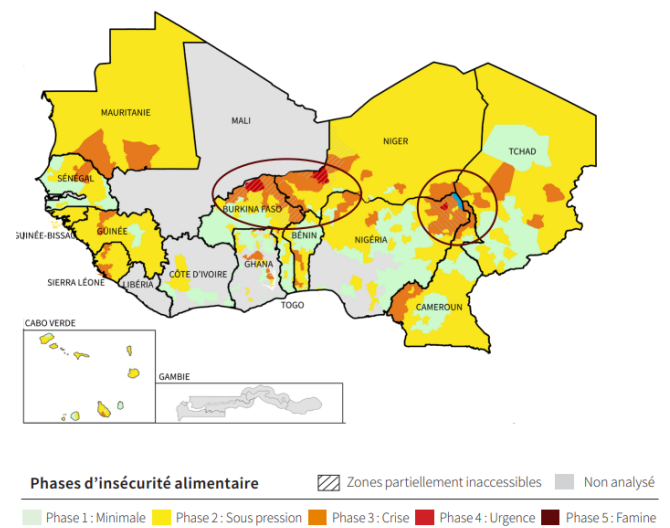 MAURITANIE
MALI
NIGER
TCHAD
SÉNÉGAL
BURKINA FASO
GUINÉE-BISSAU
GUINÉE
BÉNIN
NIGÉRIA
GHANA
CÔTE D'IVOIRE
SIERRA LÉONE
LIBÉRIA
TOGO
CAMEROUN
CABO VERDE
GAMBIE
Phases d'insécurité alimentaire
Zones partiellement inaccessibles
Non analysé
Phase 1 : Minimale
Phase 2 : Sous pression
Phase 3 : Crise
Phase 4 : Urgence
Phase 5 : Famine